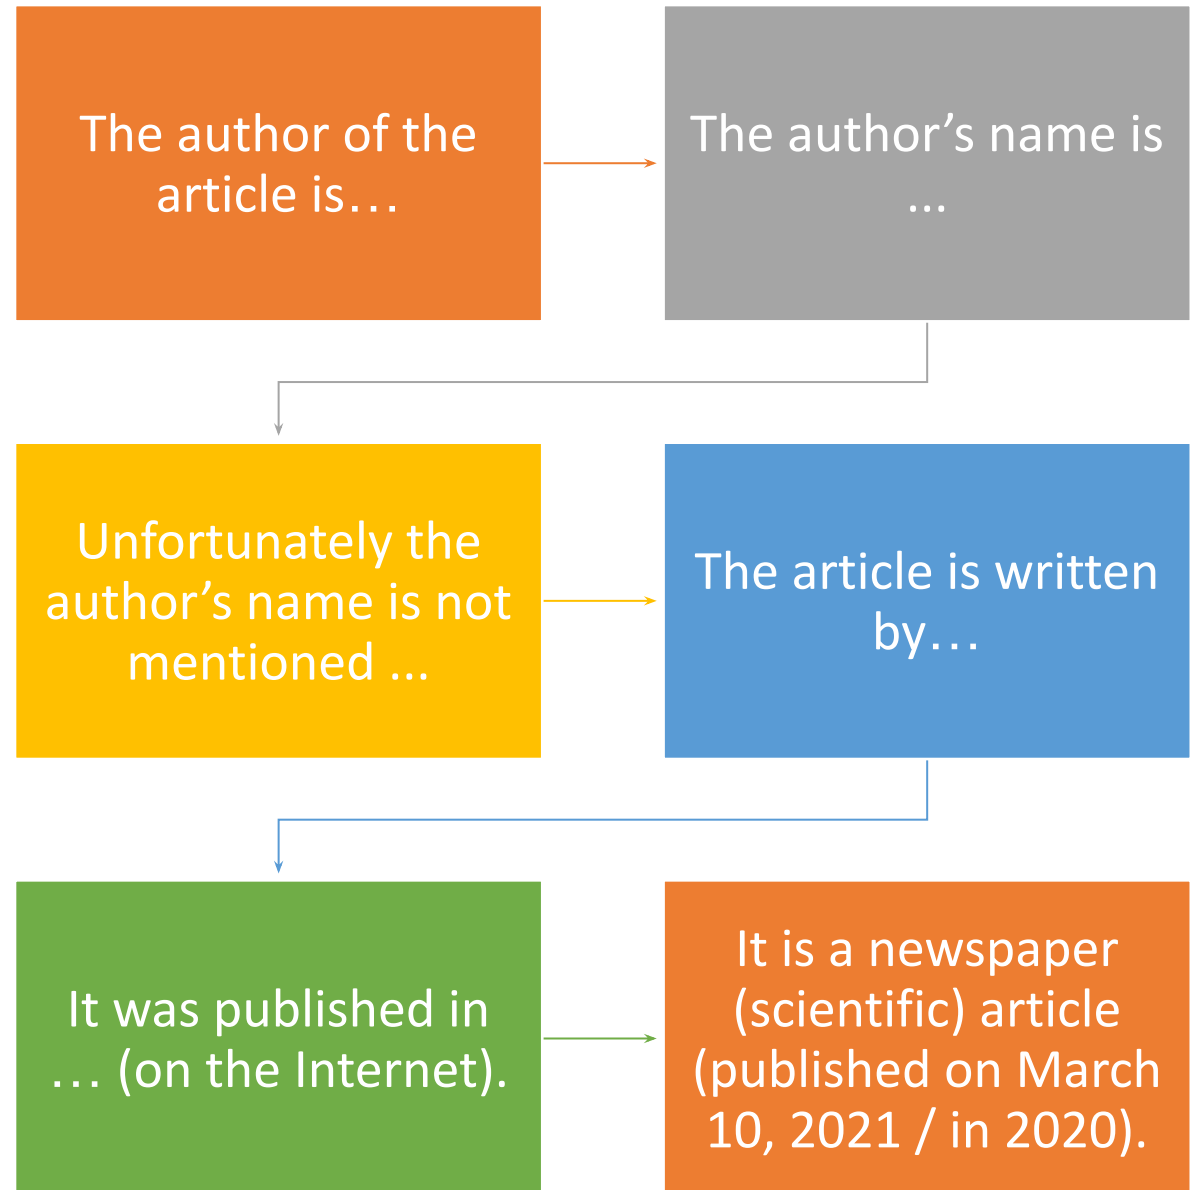 The author of the
article is…
The author’s name is
...
Unfortunately the
author’s name is not
mentioned ...
The article is written
by…
It was published in
… (on the Internet).
It is a newspaper
(scientific) article
(published on March
10, 2021 / in 2020).